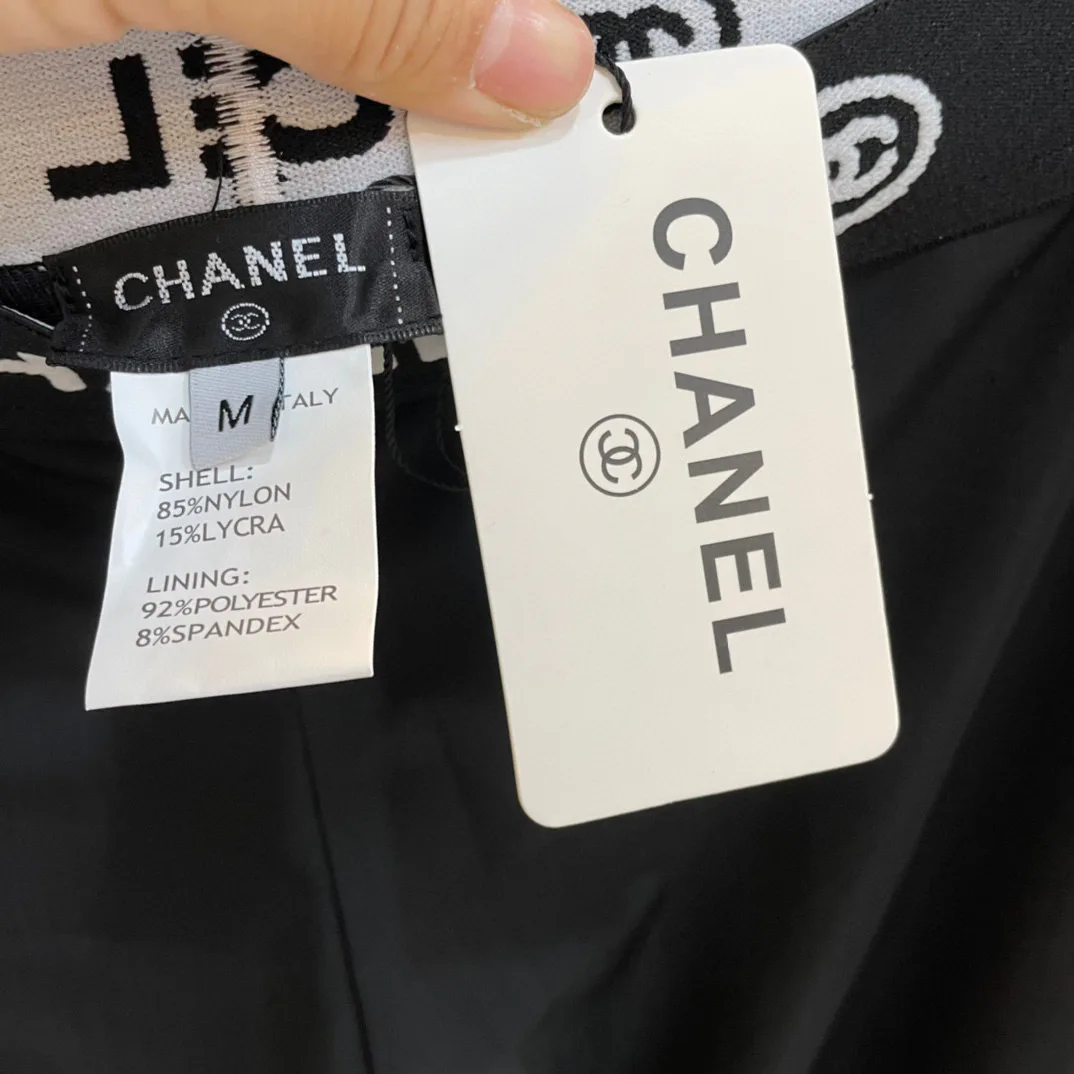 CHANEL
M
SHELL:
85%NYLON
15%LYCRA
LINING:
92%POLYESTER
8%SPANDEX
CHANEL